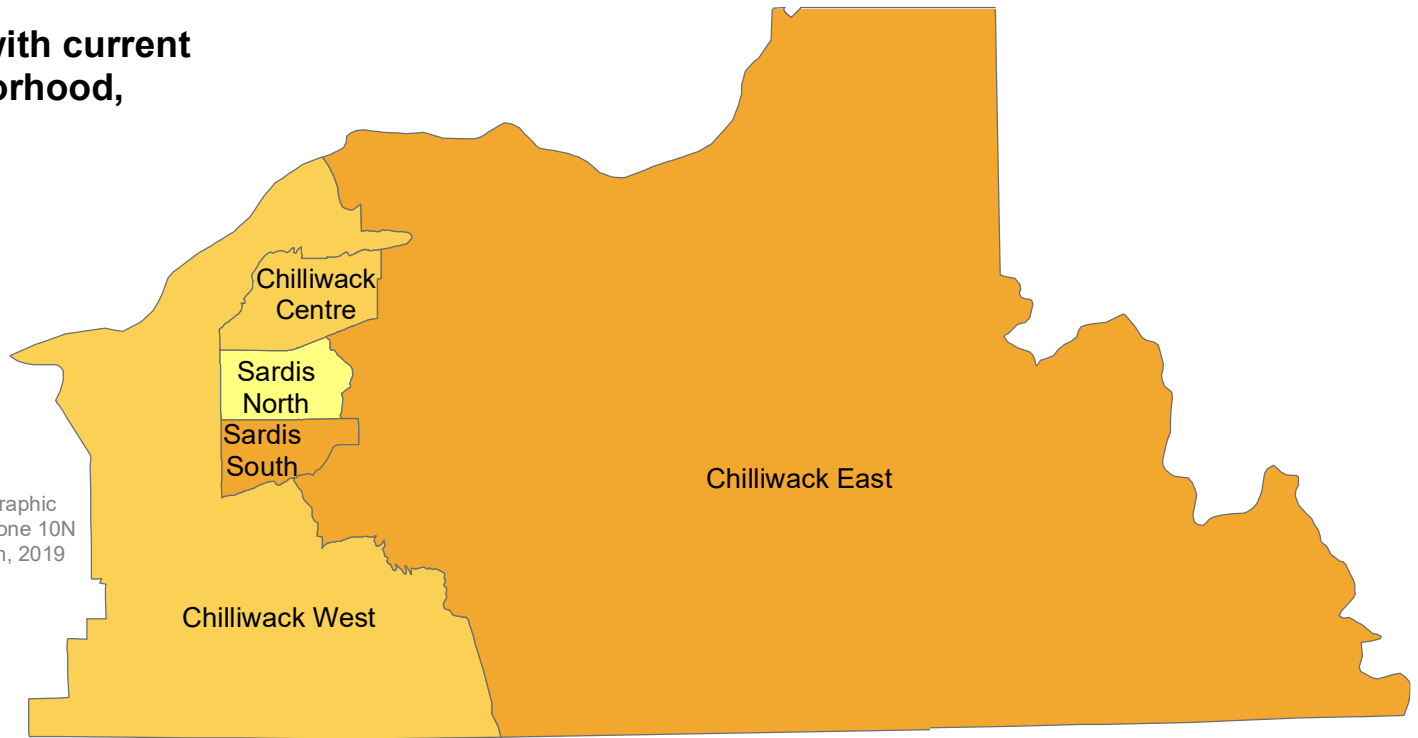 with current
orhood,
Chilliwack
Centre
Sardis
North
Sardis
South
Chilliwack East
raphic
one 10N
, 2019
Chilliwack West